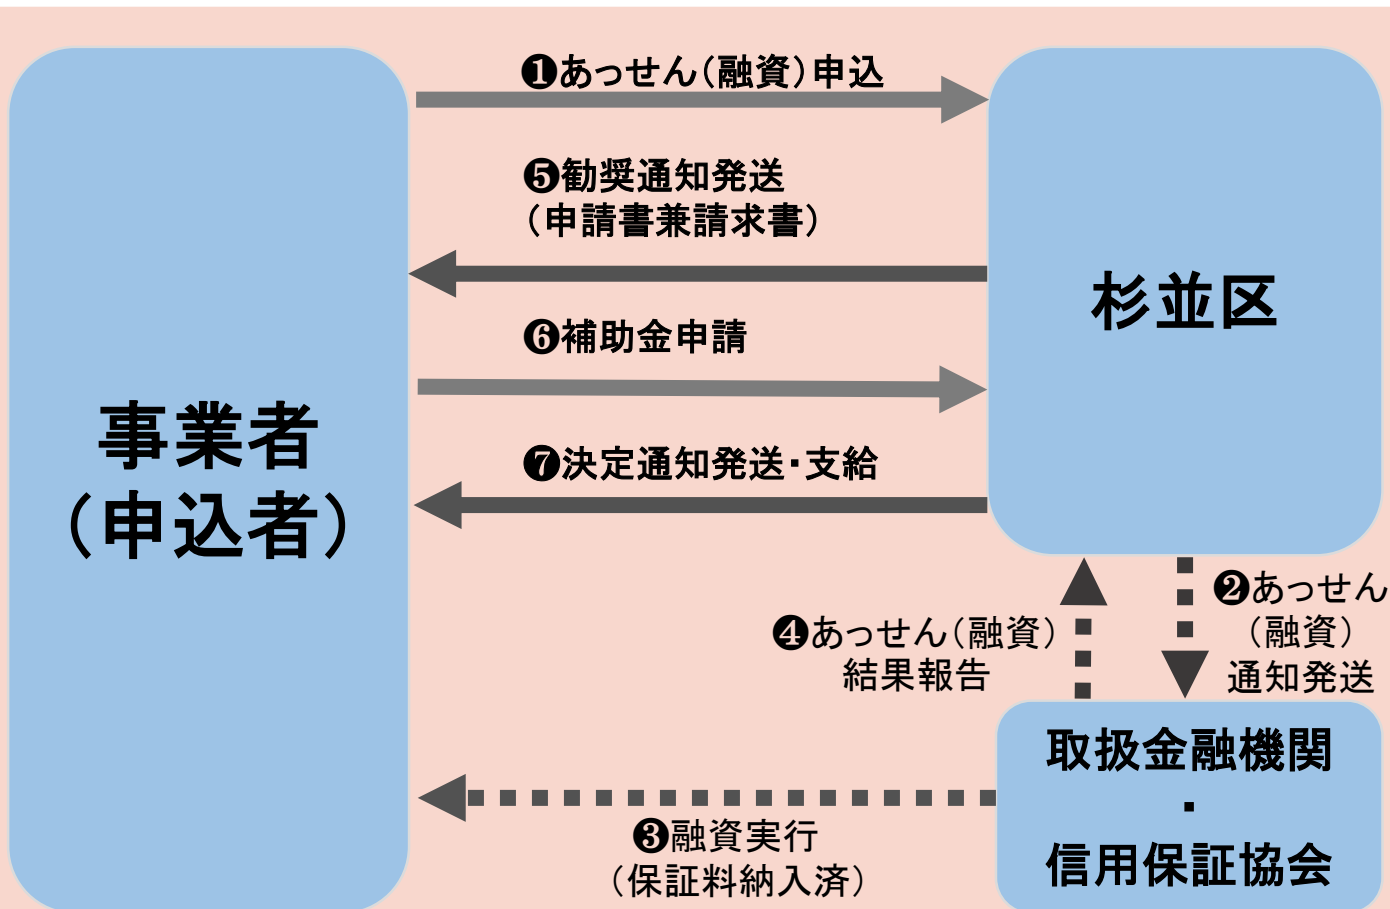 ❶あっせん（融資）申込
❺勧奨通知発送
（申請書兼請求書）
杉並区
❻補助金申請
事業者
（申込者）
❼決定通知発送・支給
❷あっせん
（融資）
通知発送
❹あっせん（融資）
結果報告
取扱金融機関
・
信用保証協会
❸融資実行
（保証料納入済）